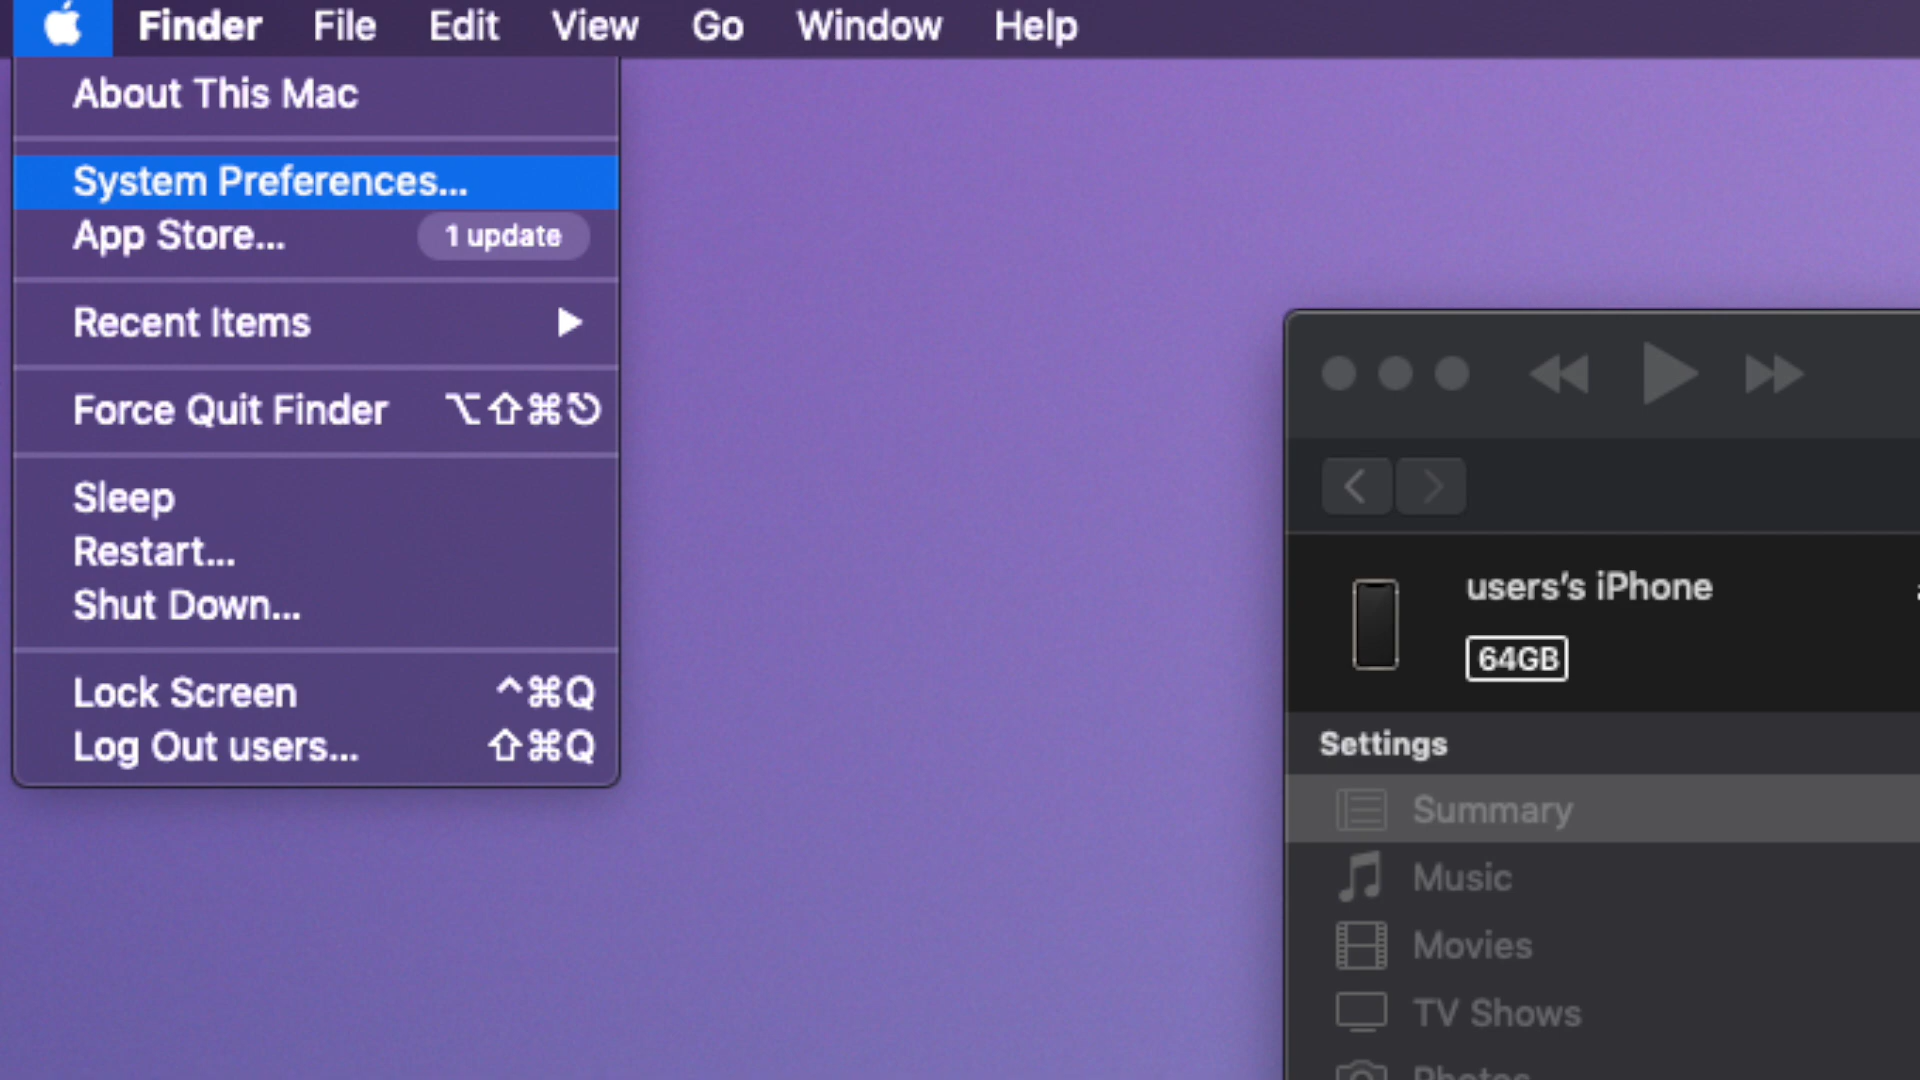 Finder File Edit View Go Window Help
About This Mac
System Preferences...
App Store... 1 update
Recent Items ▶
Force Quit Finder ⌥⇧⌘⎋
Sleep
Restart...
Shut Down...
Lock Screen ^⌘Q
Log Out users... ⇧⌘Q
users's iPhone
64GB
Settings
Summary
Music
Movies
TV Shows
Photos